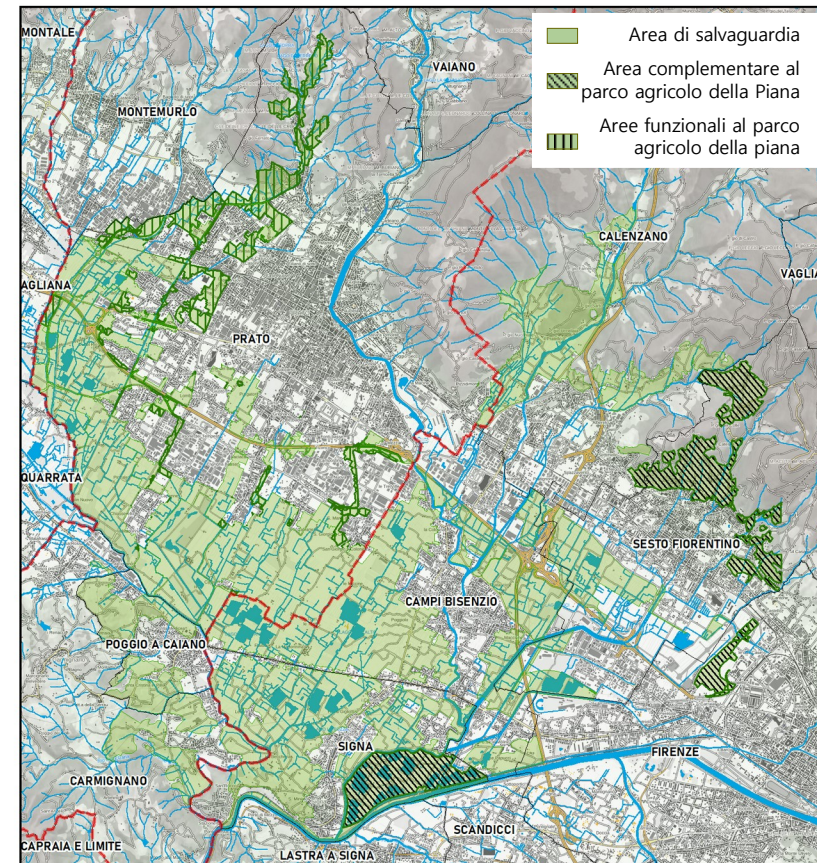 Area di salvaguardia
Area complementare al
parco agricolo della Piana
Aree funzionali al parco
agricolo della piana
MONTALE
VAIANO
MONTEMURLO
CALENZANO
VAGLIA
AGLIANA
PRATO
QUARRATA
SESTO FIORENTINO
CAMPI BISENZIO
POGGIO A CAIANO
SIGNA
FIRENZE
CARMIGNANO
SCANDICCI
CAPRAIA E LIMITE
LASTRA A SIGNA